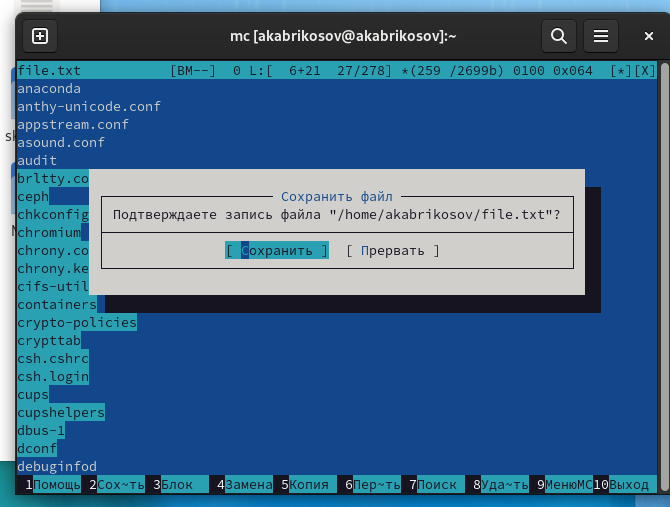 mc [akabrikosov@akabrikosov]:~
file.txt [BM--] 0 L:[ 6+21 27/278] *(259 /2699b) 0100 0x064 [*][X]
anaconda
anthy-unicode.conf
appstream.conf
asound.conf
audit
brltty.co
ceph
chkconfig
chromium
chrony.co
chrony.ke
cifs-util
containers
crypto-policies
crypttab
csh.cshrc
csh.login
cups
cupshelpers
dbus-1
dconf
debuginfod
Сохранить файл
Подтверждаете запись файла "/home/akabrikosov/file.txt"?
[ Сохранить ] [ Прервать ]
1Помощь 2Сох~ть 3Блок 4Замена 5Копия 6Пер~ть 7Поиск 8Уда~ть 9МенюMC 10Выход